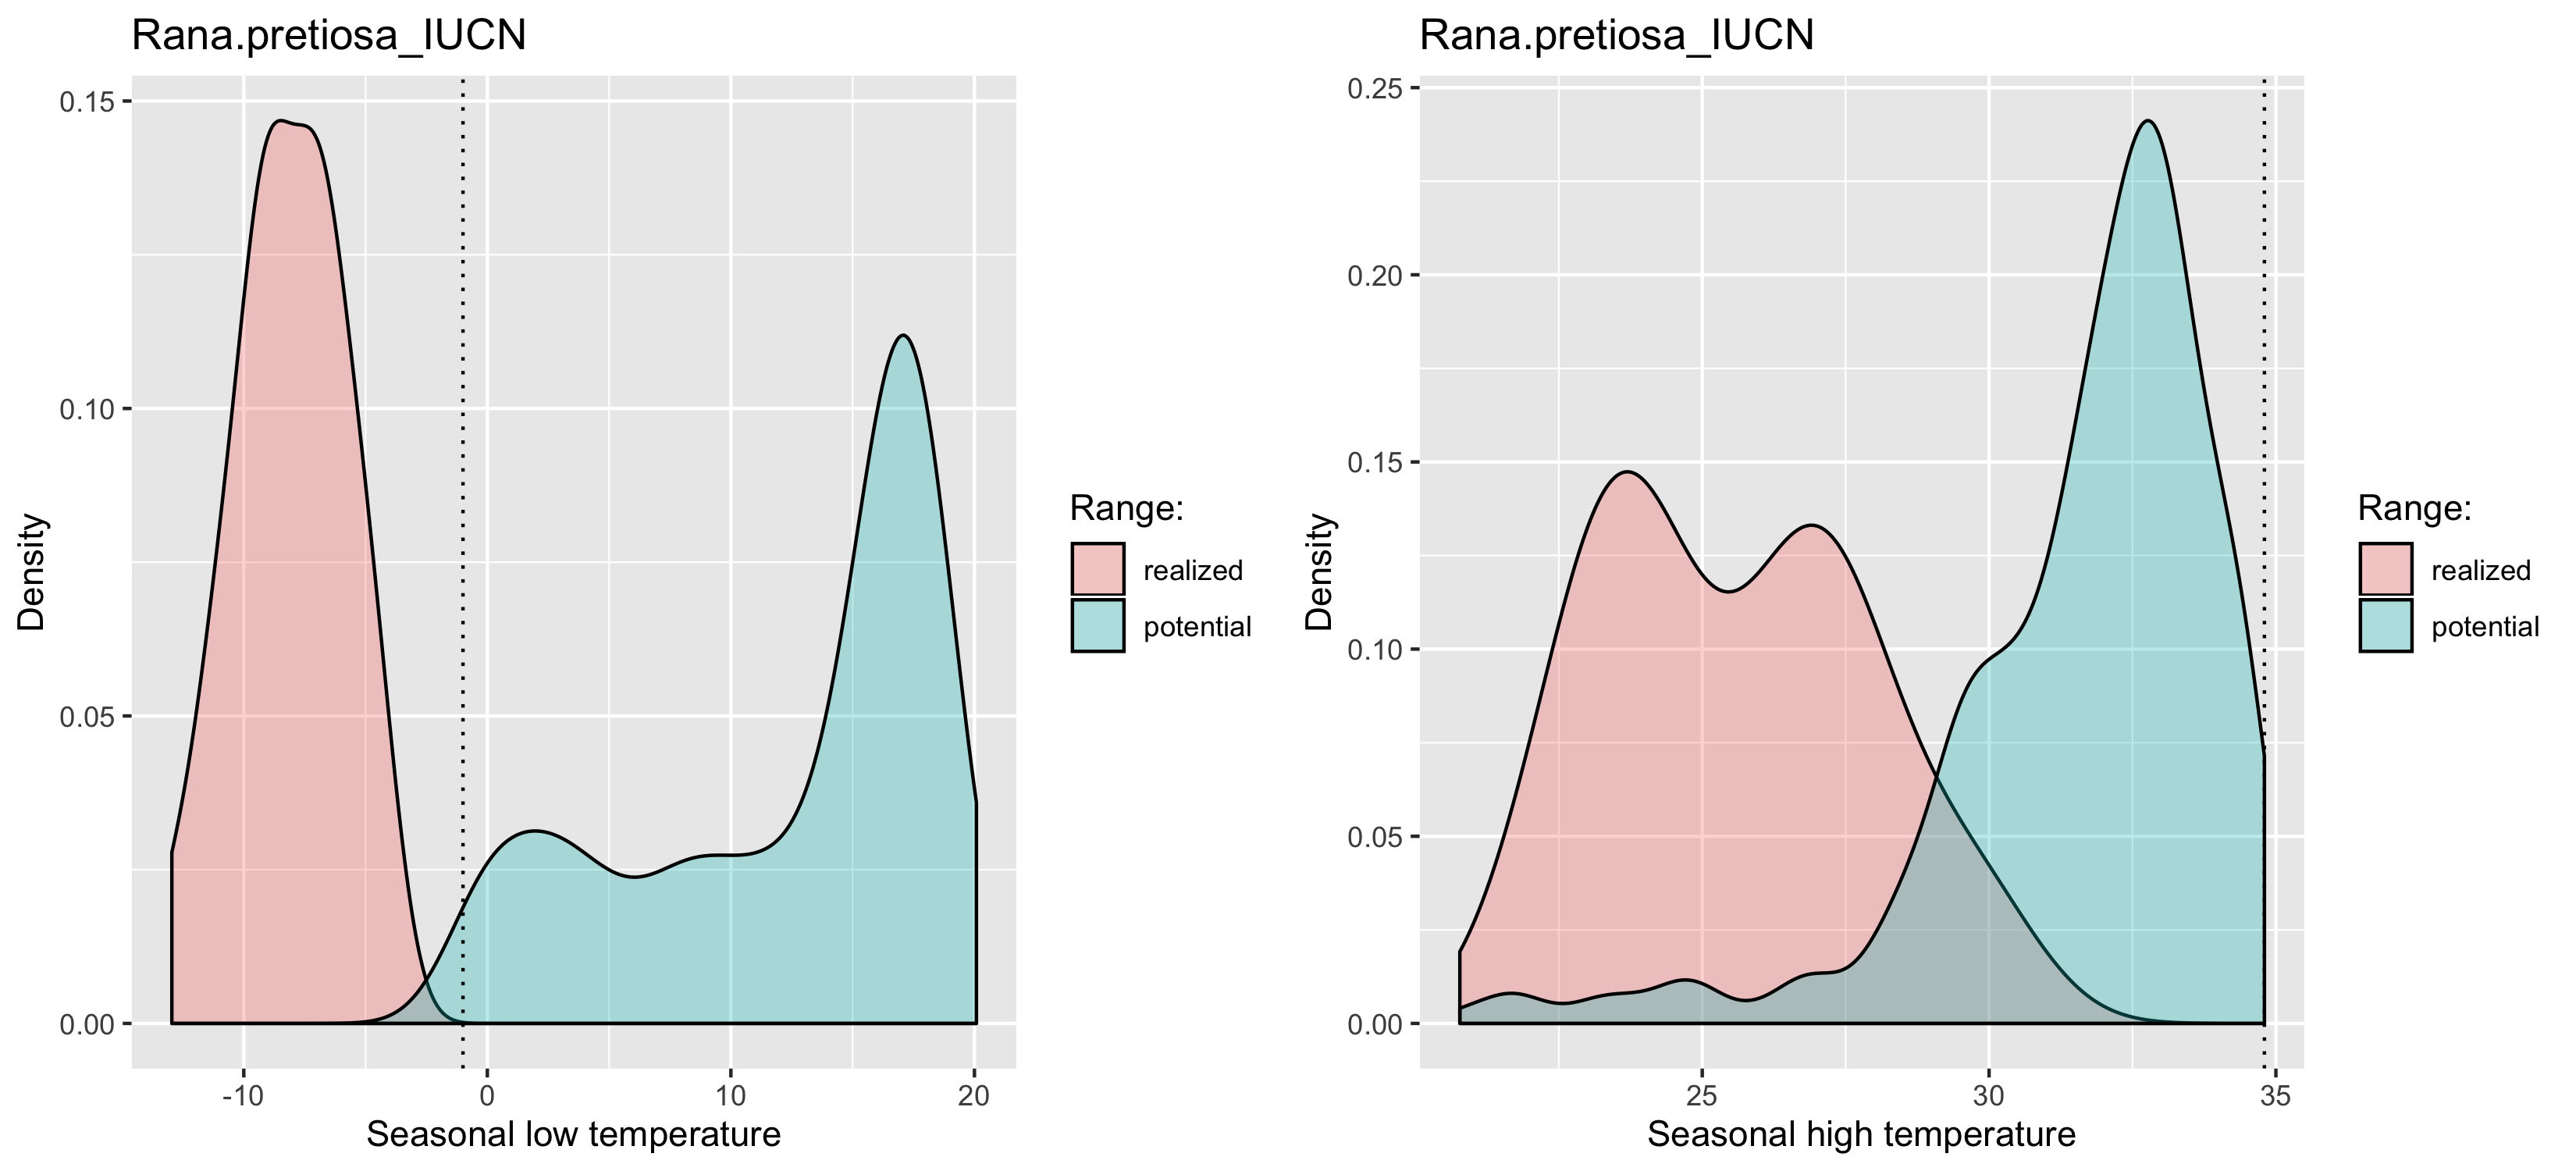 Rana.pretiosa_IUCN
0.15
0.10
0.05
0.00
Density
-10 0 10 20
Seasonal low temperature
Range:
realized
potential
Rana.pretiosa_IUCN
0.25
0.20
0.15
0.10
0.05
0.00
Density
25 30 35
Seasonal high temperature
Range:
realized
potential